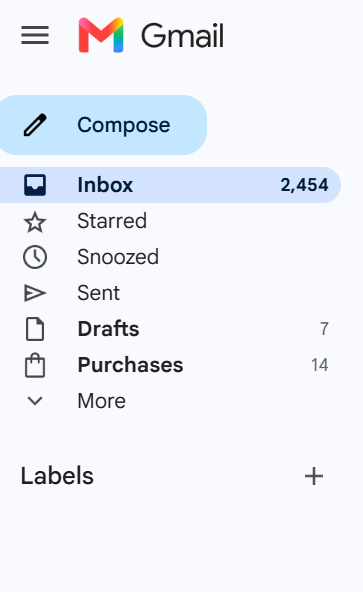 Gmail
Compose
Inbox 2,454
Starred
Snoozed
Sent
Drafts 7
Purchases 14
More
Labels